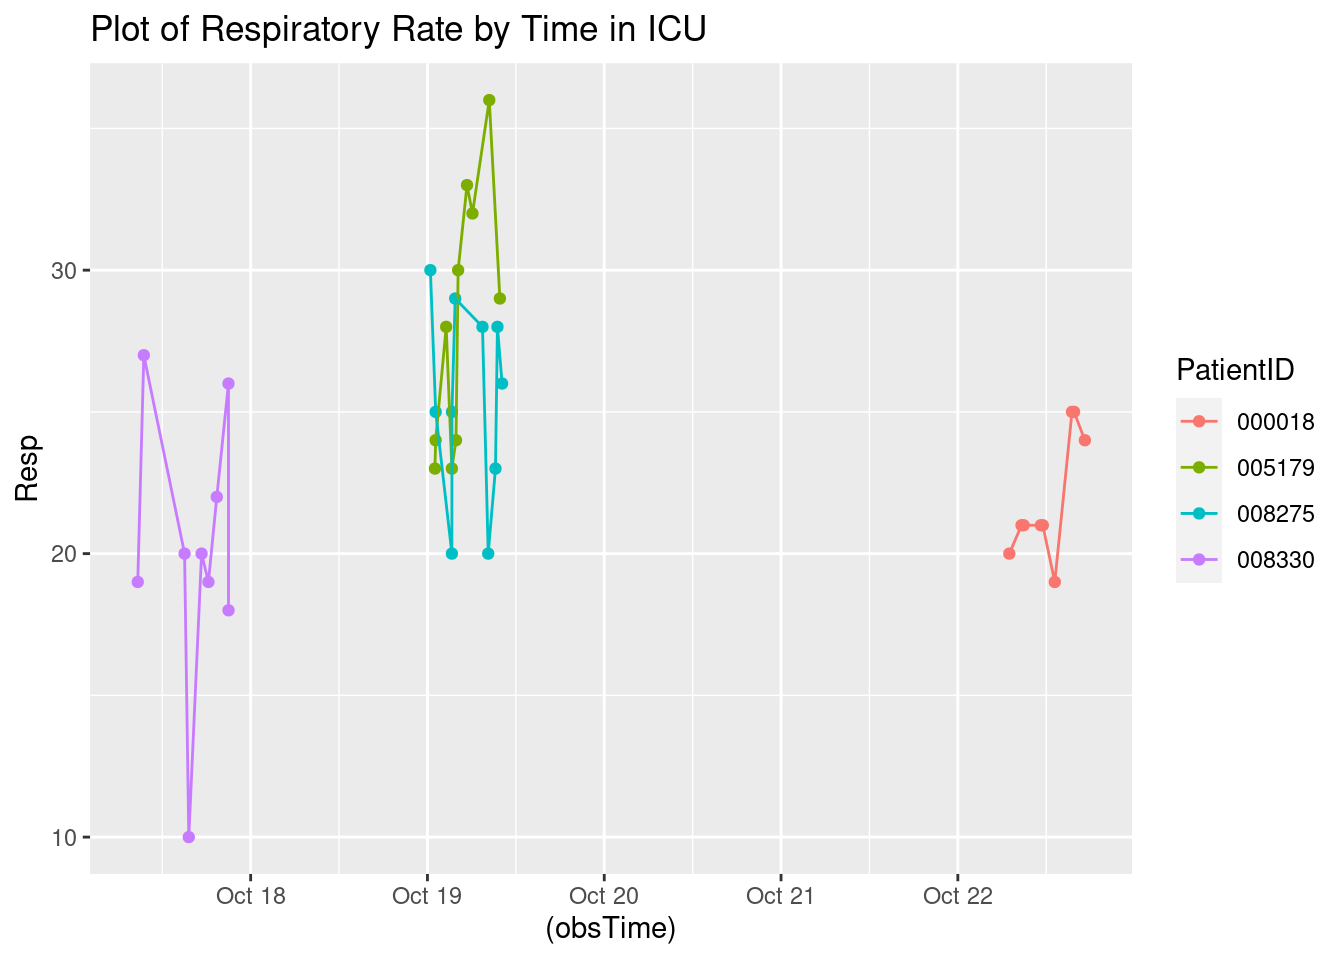 Plot of Respiratory Rate by Time in ICU
Resp
30
20
10
Oct 18 Oct 19 Oct 20 Oct 21 Oct 22
(obsTime)
PatientID
000018
005179
008275
008330